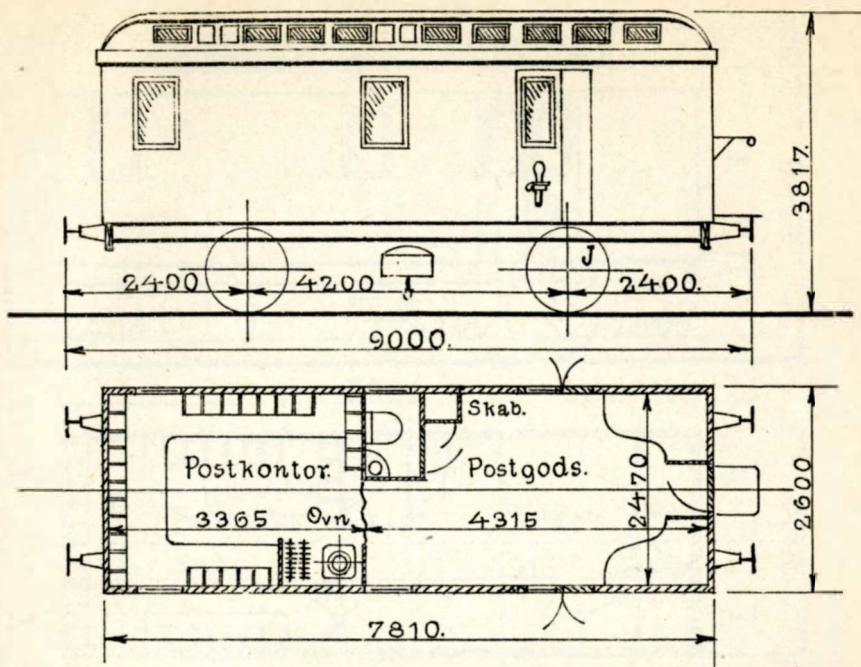 3817.
J
2400
4200
2400.
9000.
Skab.
Postkontor.
Postgods.
3365
Ovn.
4315
2470
2600
7810.